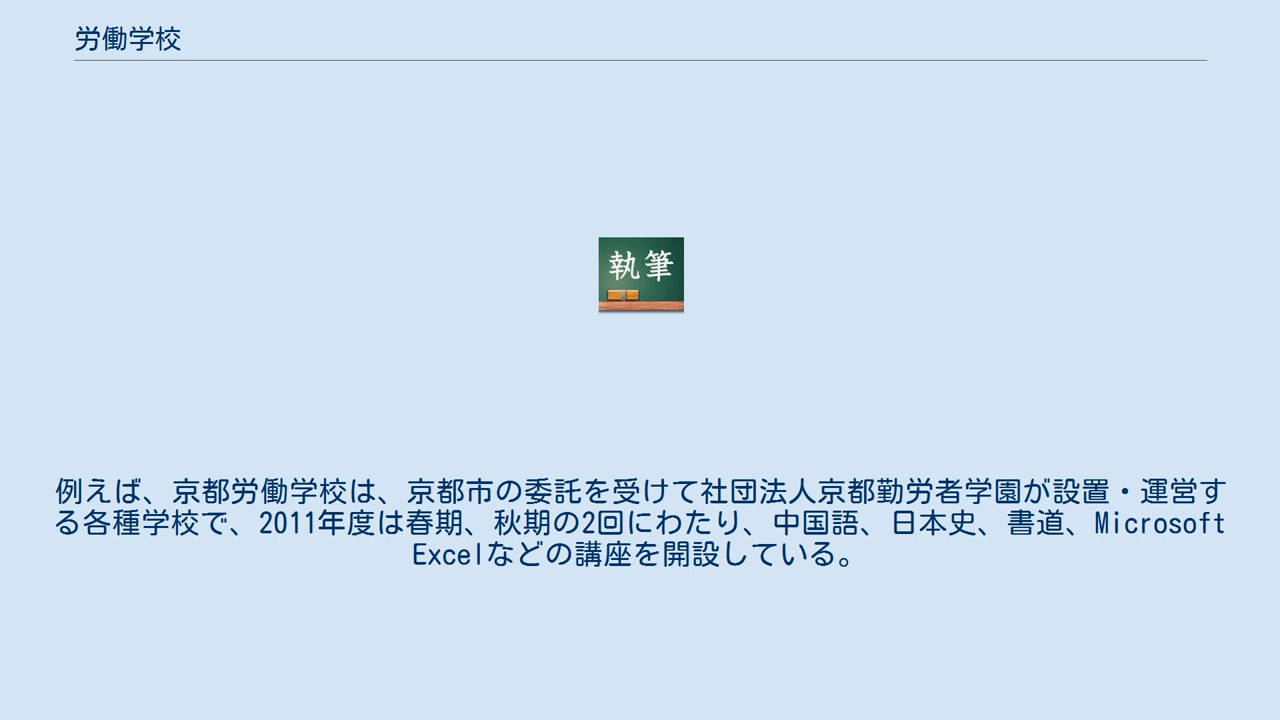 労働学校
執筆
例えば、京都労働学校は、京都市の委託を受けて社団法人京都勤労者学園が設置・運営す
る各種学校で、2011年度は春期、秋期の2回にわたり、中国語、日本史、書道、Microsoft
Excelなどの講座を開設している。